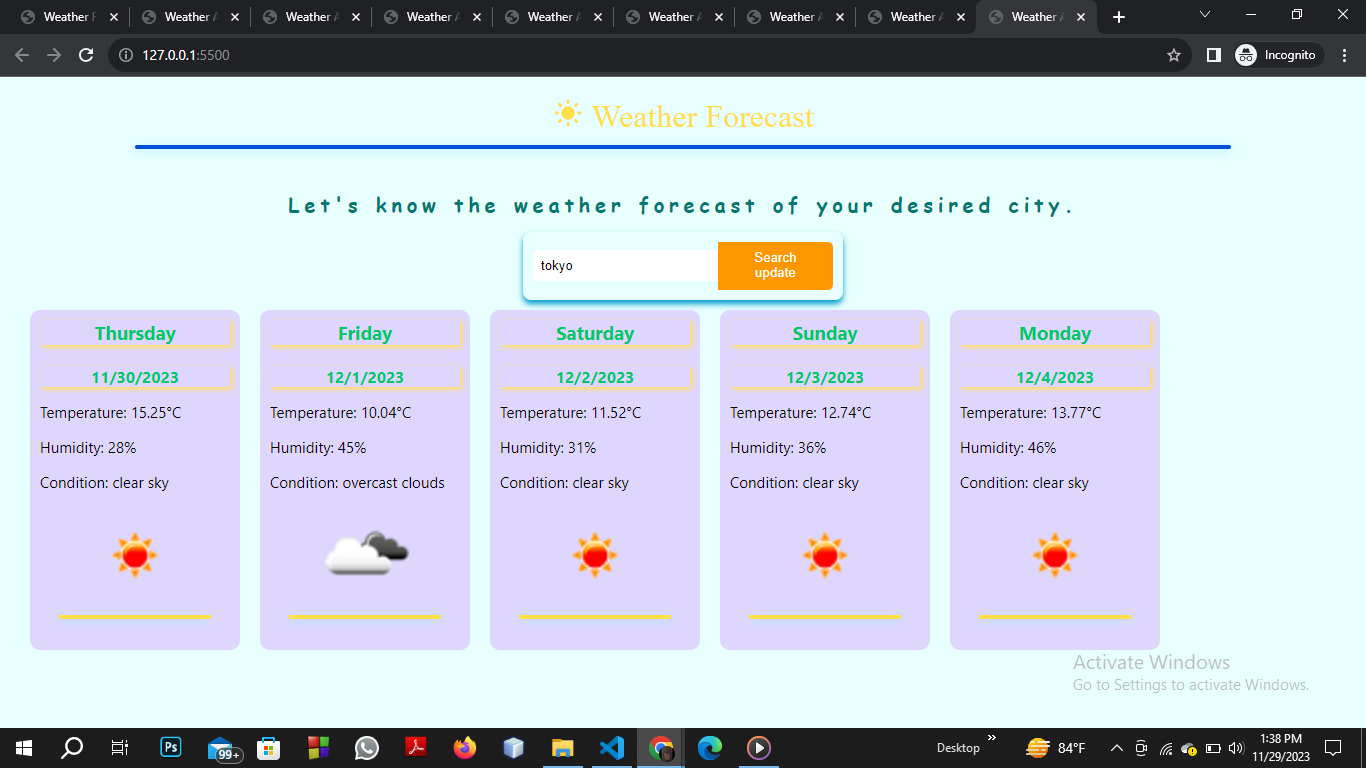 Weather F
Weather A
Weather A
Weather A
Weather A
Weather A
Weather A
Weather A
Weather A
127.0.0.1:5500
Incognito
Weather Forecast
Let's know the weather forecast of your desired city.
tokyo
Search
update
Thursday
11/30/2023
Temperature: 15.25°C
Humidity: 28%
Condition: clear sky
Friday
12/1/2023
Temperature: 10.04°C
Humidity: 45%
Condition: overcast clouds
Saturday
12/2/2023
Temperature: 11.52°C
Humidity: 31%
Condition: clear sky
Sunday
12/3/2023
Temperature: 12.74°C
Humidity: 36%
Condition: clear sky
Monday
12/4/2023
Temperature: 13.77°C
Humidity: 46%
Condition: clear sky
Activate Windows
Go to Settings to activate Windows.
Ps
99+
Desktop
84°F
1:38 PM
11/29/2023